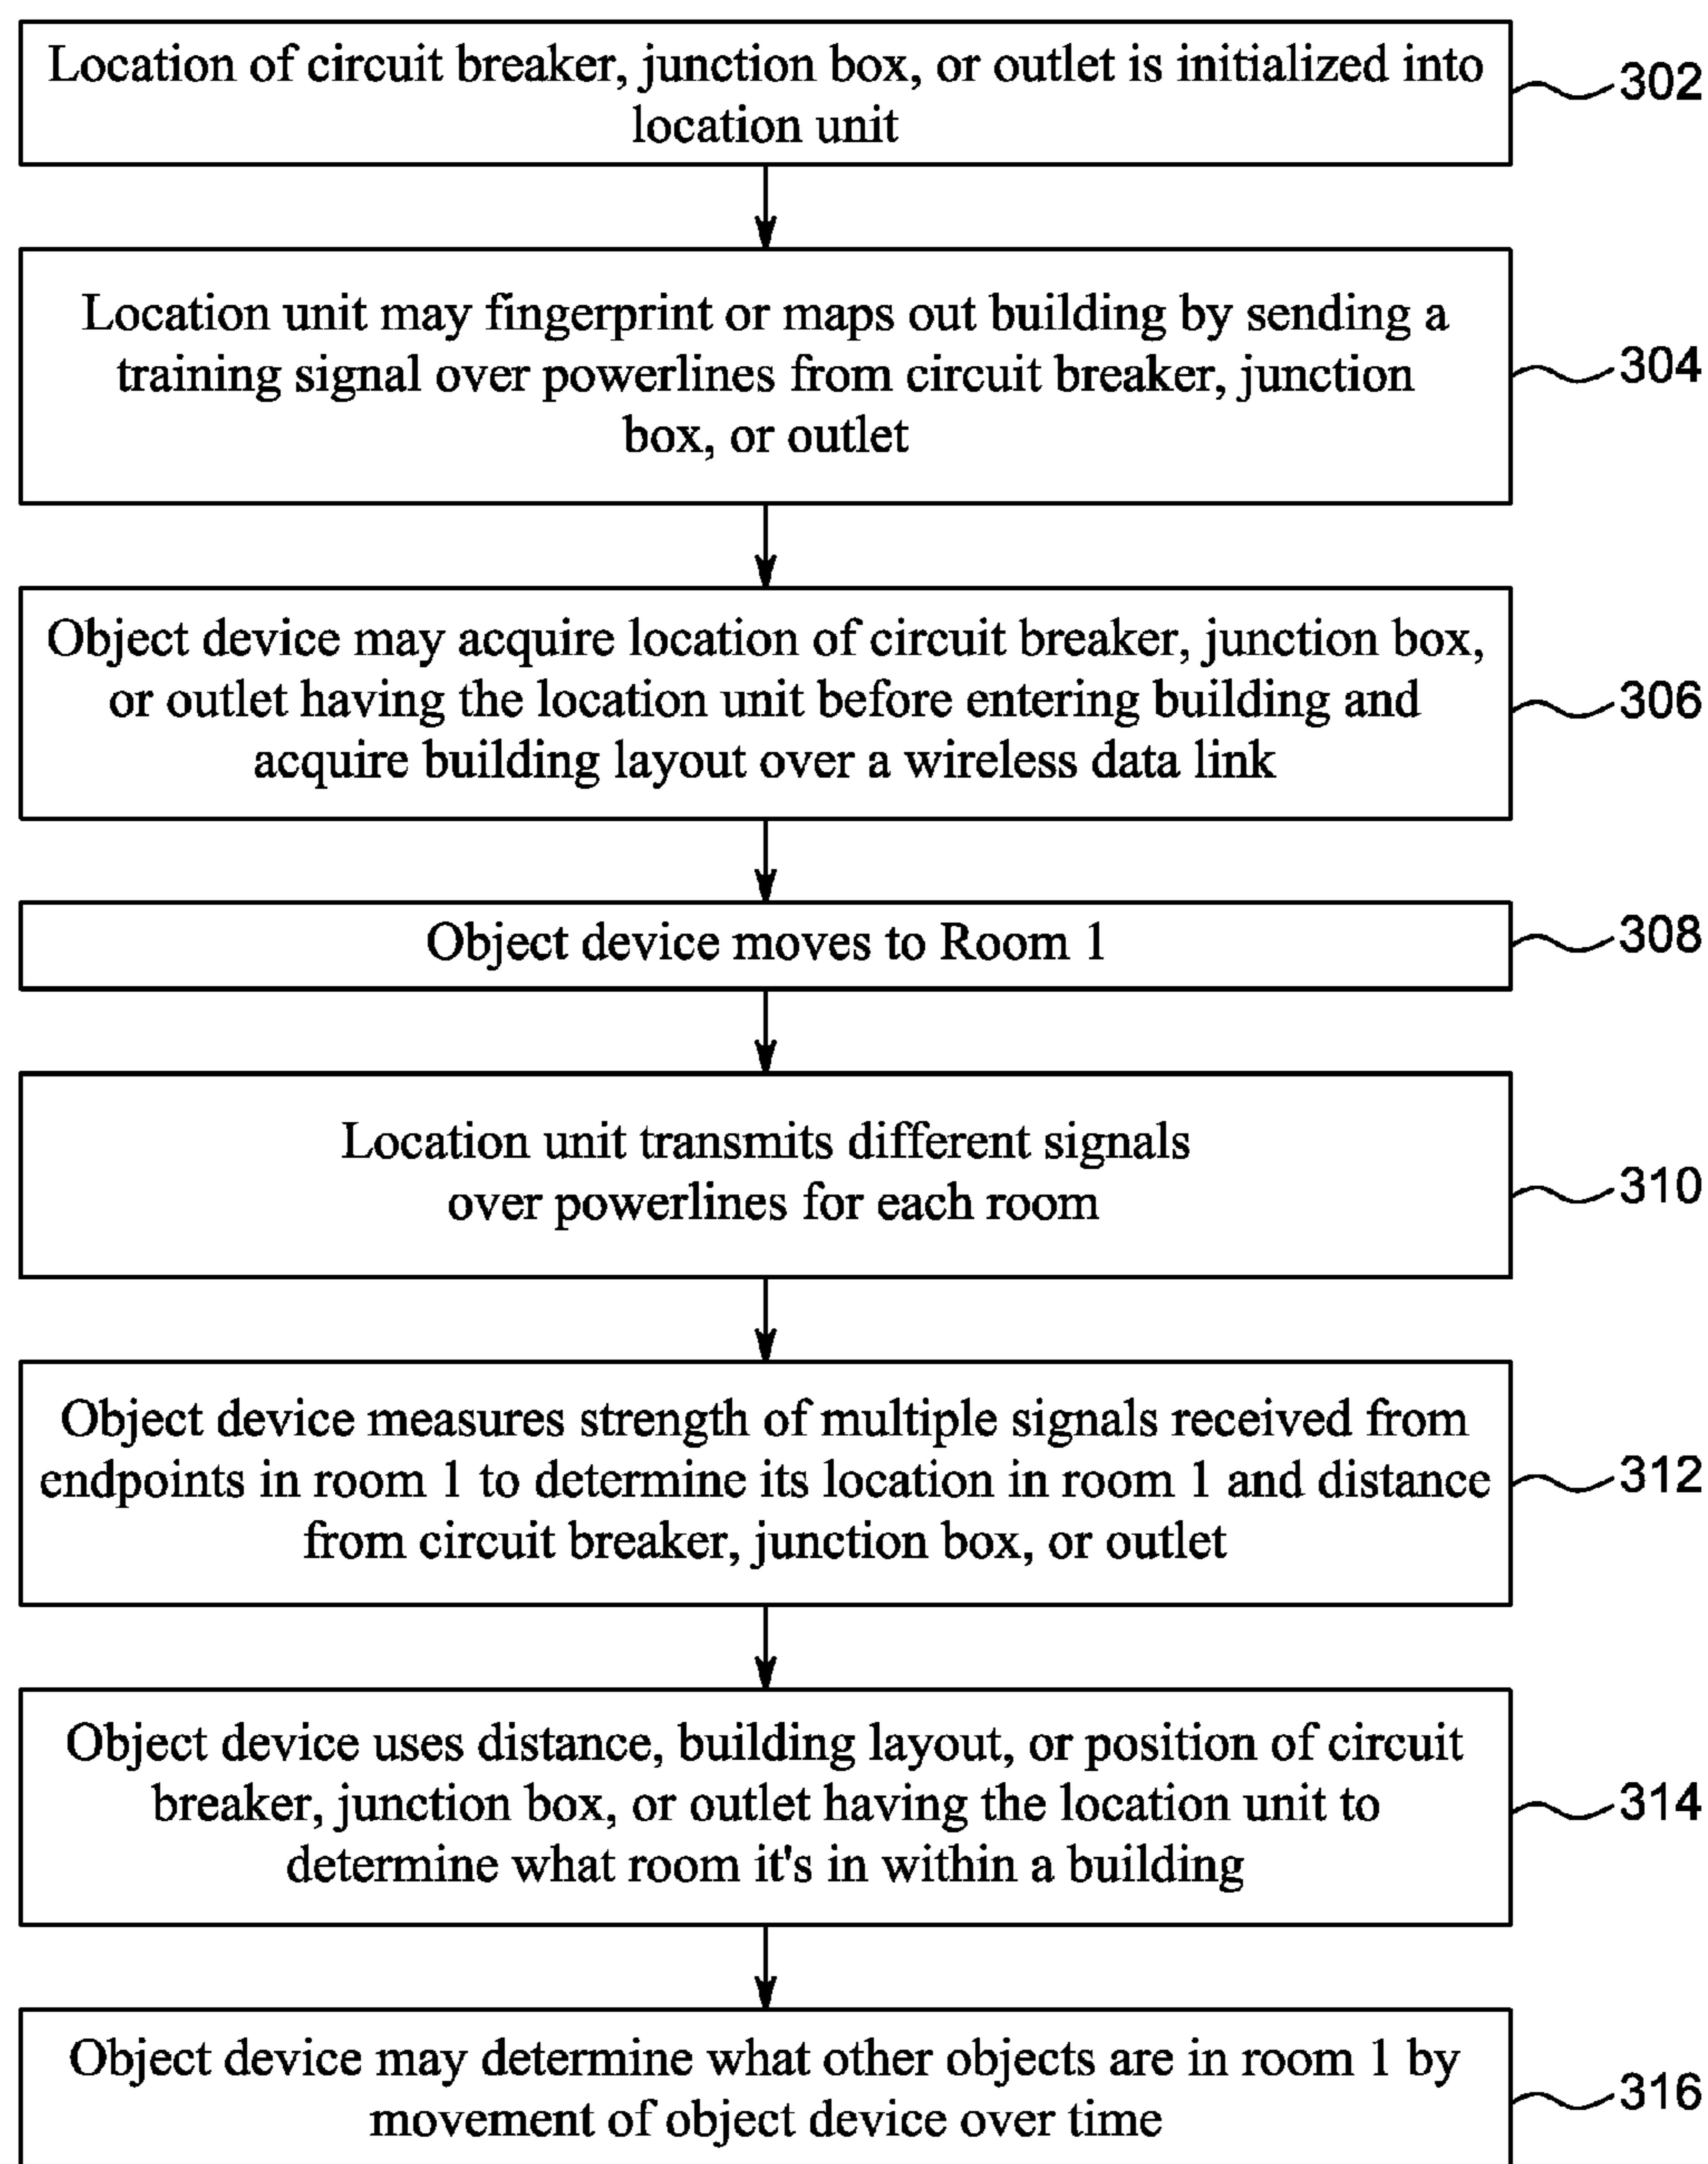 Location of circuit breaker, junction box, or outlet is initialized into
location unit
302
Location unit may fingerprint or maps out building by sending a
training signal over powerlines from circuit breaker, junction
box, or outlet
304
Object device may acquire location of circuit breaker, junction box,
or outlet having the location unit before entering building and
acquire building layout over a wireless data link
306
Object device moves to Room 1
308
Location unit transmits different signals
over powerlines for each room
310
Object device measures strength of multiple signals received from
endpoints in room 1 to determine its location in room 1 and distance
from circuit breaker, junction box, or outlet
312
Object device uses distance, building layout, or position of circuit
breaker, junction box, or outlet having the location unit to
determine what room it's in within a building
314
Object device may determine what other objects are in room 1 by
movement of object device over time
316